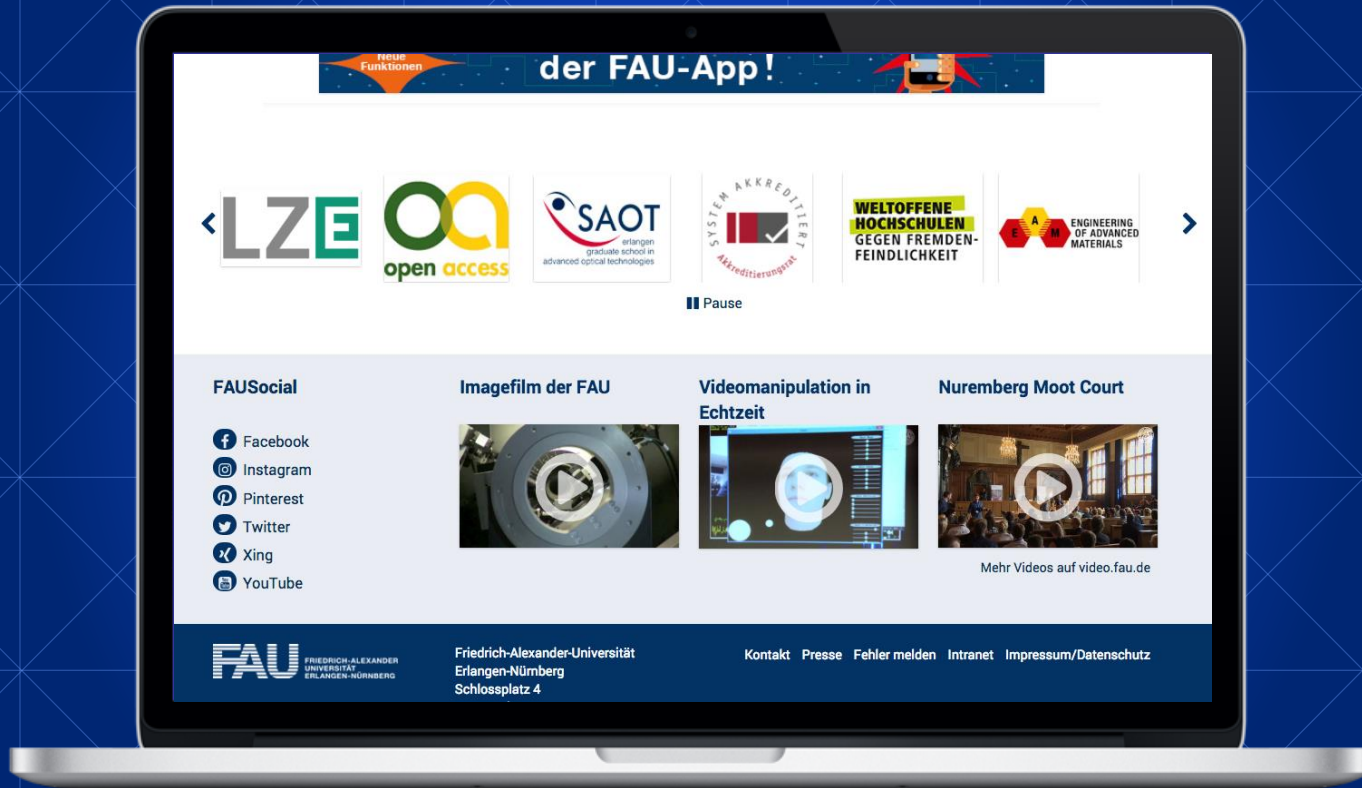 Neue
Funktionen
der FAU-App!
LZE
open access
SAOT
erlangen
graduate school in
advanced optical technologies
SYSTEM AKKREDITIERT
Akkreditierungsrat
WELTOFFENE
HOCHSCHULEN
GEGEN FREMDEN-
FEINDLICHKEIT
E A M
ENGINEERING
OF ADVANCED
MATERIALS
Pause
FAUSocial
Facebook
Instagram
Pinterest
Twitter
Xing
YouTube
Imagefilm der FAU
Videomanipulation in
Echtzeit
Nuremberg Moot Court
Mehr Videos auf video.fau.de
FAU
FRIEDRICH-ALEXANDER
UNIVERSITÄT
ERLANGEN-NÜRNBERG
Friedrich-Alexander-Universität
Erlangen-Nürnberg
Schlossplatz 4
Kontakt Presse Fehler melden Intranet Impressum/Datenschutz